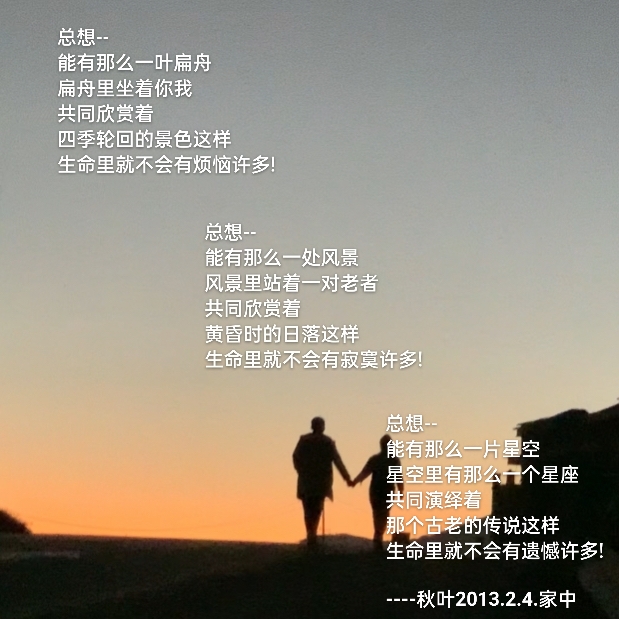 总想--
能有那么一叶扁舟
扁舟里坐着你我
共同欣赏着
四季轮回的景色这样
生命里就不会有烦恼许多!
总想--
能有那么一处风景
风景里站着一对老者
共同欣赏着
黄昏时的日落这样
生命里就不会有寂寞许多!
总想--
能有那么一片星空
星空里有那么一个星座
共同演绎着
那个古老的传说这样
生命里就不会有遗憾许多!
----秋叶2013.2.4.家中